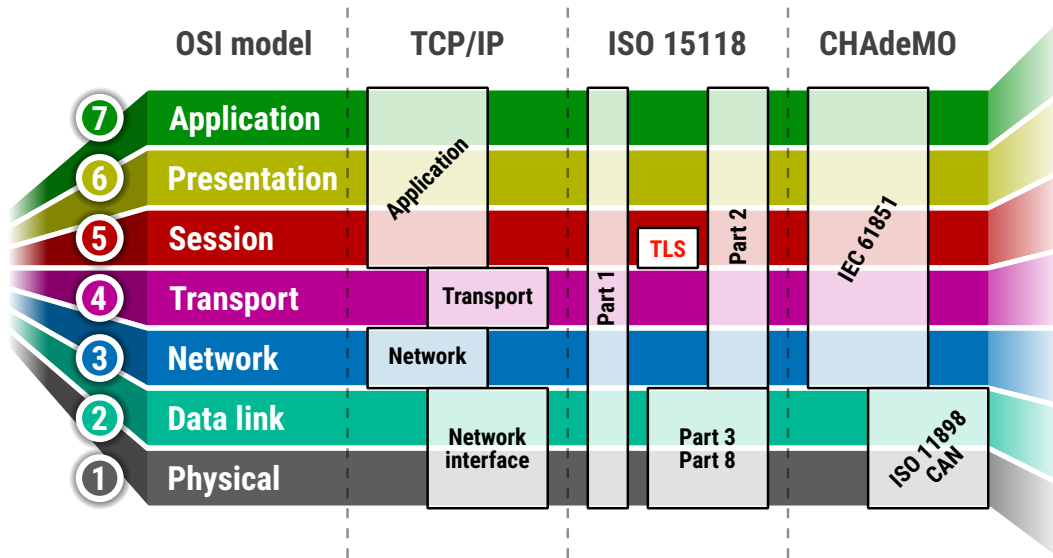 OSI model TCP/IP ISO 15118 CHAdeMO
7 Application
6 Presentation
5 Session
4 Transport
3 Network
2 Data link
1 Physical
Application
Transport
Network
Network
interface
Part 1
TLS
Part 2
Part 3
Part 8
IEC 61851
ISO 11898
CAN